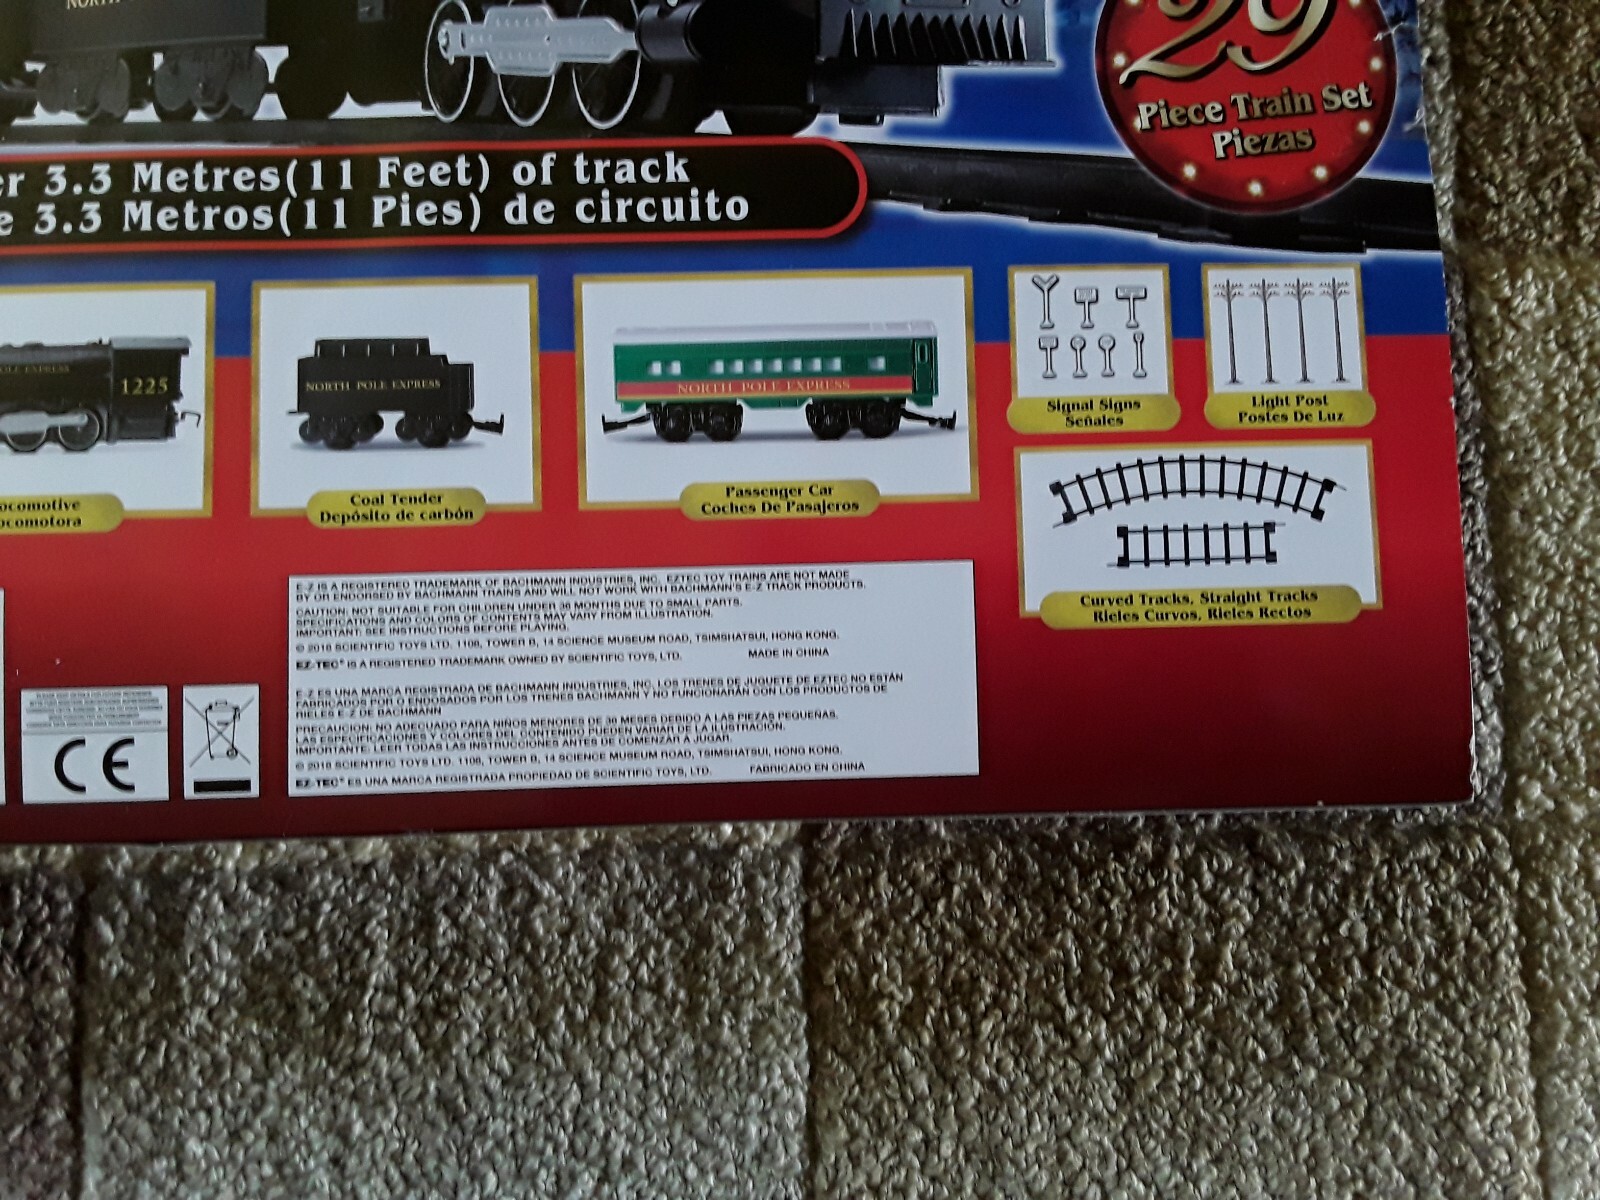 NORTH
29
Piece Train Set
Piezas
er 3.3 Metres(11 Feet) of track
e 3.3 Metros(11 Pies) de circuito
POLE EXPRESS
1225
ocomotive
ocomotora
NORTH POLE EXPRESS
Coal Tender
Depósito de carbón
NORTH POLE EXPRESS
Passenger Car
Coches De Pasajeros
Signal Signs
Señales
Light Post
Postes De Luz
Curved Tracks, Straight Tracks
Rieles Curvos, Rieles Rectos
E-Z IS A REGISTERED TRADEMARK OF BACHMANN INDUSTRIES, INC. EZTEC TOY TRAINS ARE NOT MADE
BY OR ENDORSED BY BACHMANN TRAINS AND WILL NOT WORK WITH BACHMANN'S E-Z TRACK PRODUCTS.
CAUTION: NOT SUITABLE FOR CHILDREN UNDER 36 MONTHS DUE TO SMALL PARTS.
SPECIFICATIONS AND COLORS OF CONTENTS MAY VARY FROM ILLUSTRATION.
IMPORTANT: SEE INSTRUCTIONS BEFORE PLAYING.
© 2018 SCIENTIFIC TOYS LTD. 1108, TOWER B, 14 SCIENCE MUSEUM ROAD, TSIMSHATSUI, HONG KONG.
EZ-TEC® IS A REGISTERED TRADEMARK OWNED BY SCIENTIFIC TOYS, LTD. MADE IN CHINA
E-Z ES UNA MARCA REGISTRADA DE BACHMANN INDUSTRIES, INC. LOS TRENES DE JUGUETE DE EZTEC NO ESTÁN
FABRICADOS POR O ENDOSADOS POR LOS TRENES BACHMANN Y NO FUNCIONARÁN CON LOS PRODUCTOS DE
RIELES E-Z DE BACHMANN
PRECAUCION: NO ADECUADO PARA NIÑOS MENORES DE 36 MESES DEBIDO A LAS PIEZAS PEQUEÑAS.
LAS ESPECIFICACIONES Y COLORES DEL CONTENIDO PUEDEN VARIAR DE LA ILUSTRACIÓN.
IMPORTANTE: LEER TODAS LAS INSTRUCCIONES ANTES DE COMENZAR A JUGAR.
© 2018 SCIENTIFIC TOYS LTD. 1108, TOWER B, 14 SCIENCE MUSEUM ROAD, TSIMSHATSUI, HONG KONG.
EZ-TEC® ES UNA MARCA REGISTRADA PROPIEDAD DE SCIENTIFIC TOYS, LTD. FABRICADO EN CHINA
CE